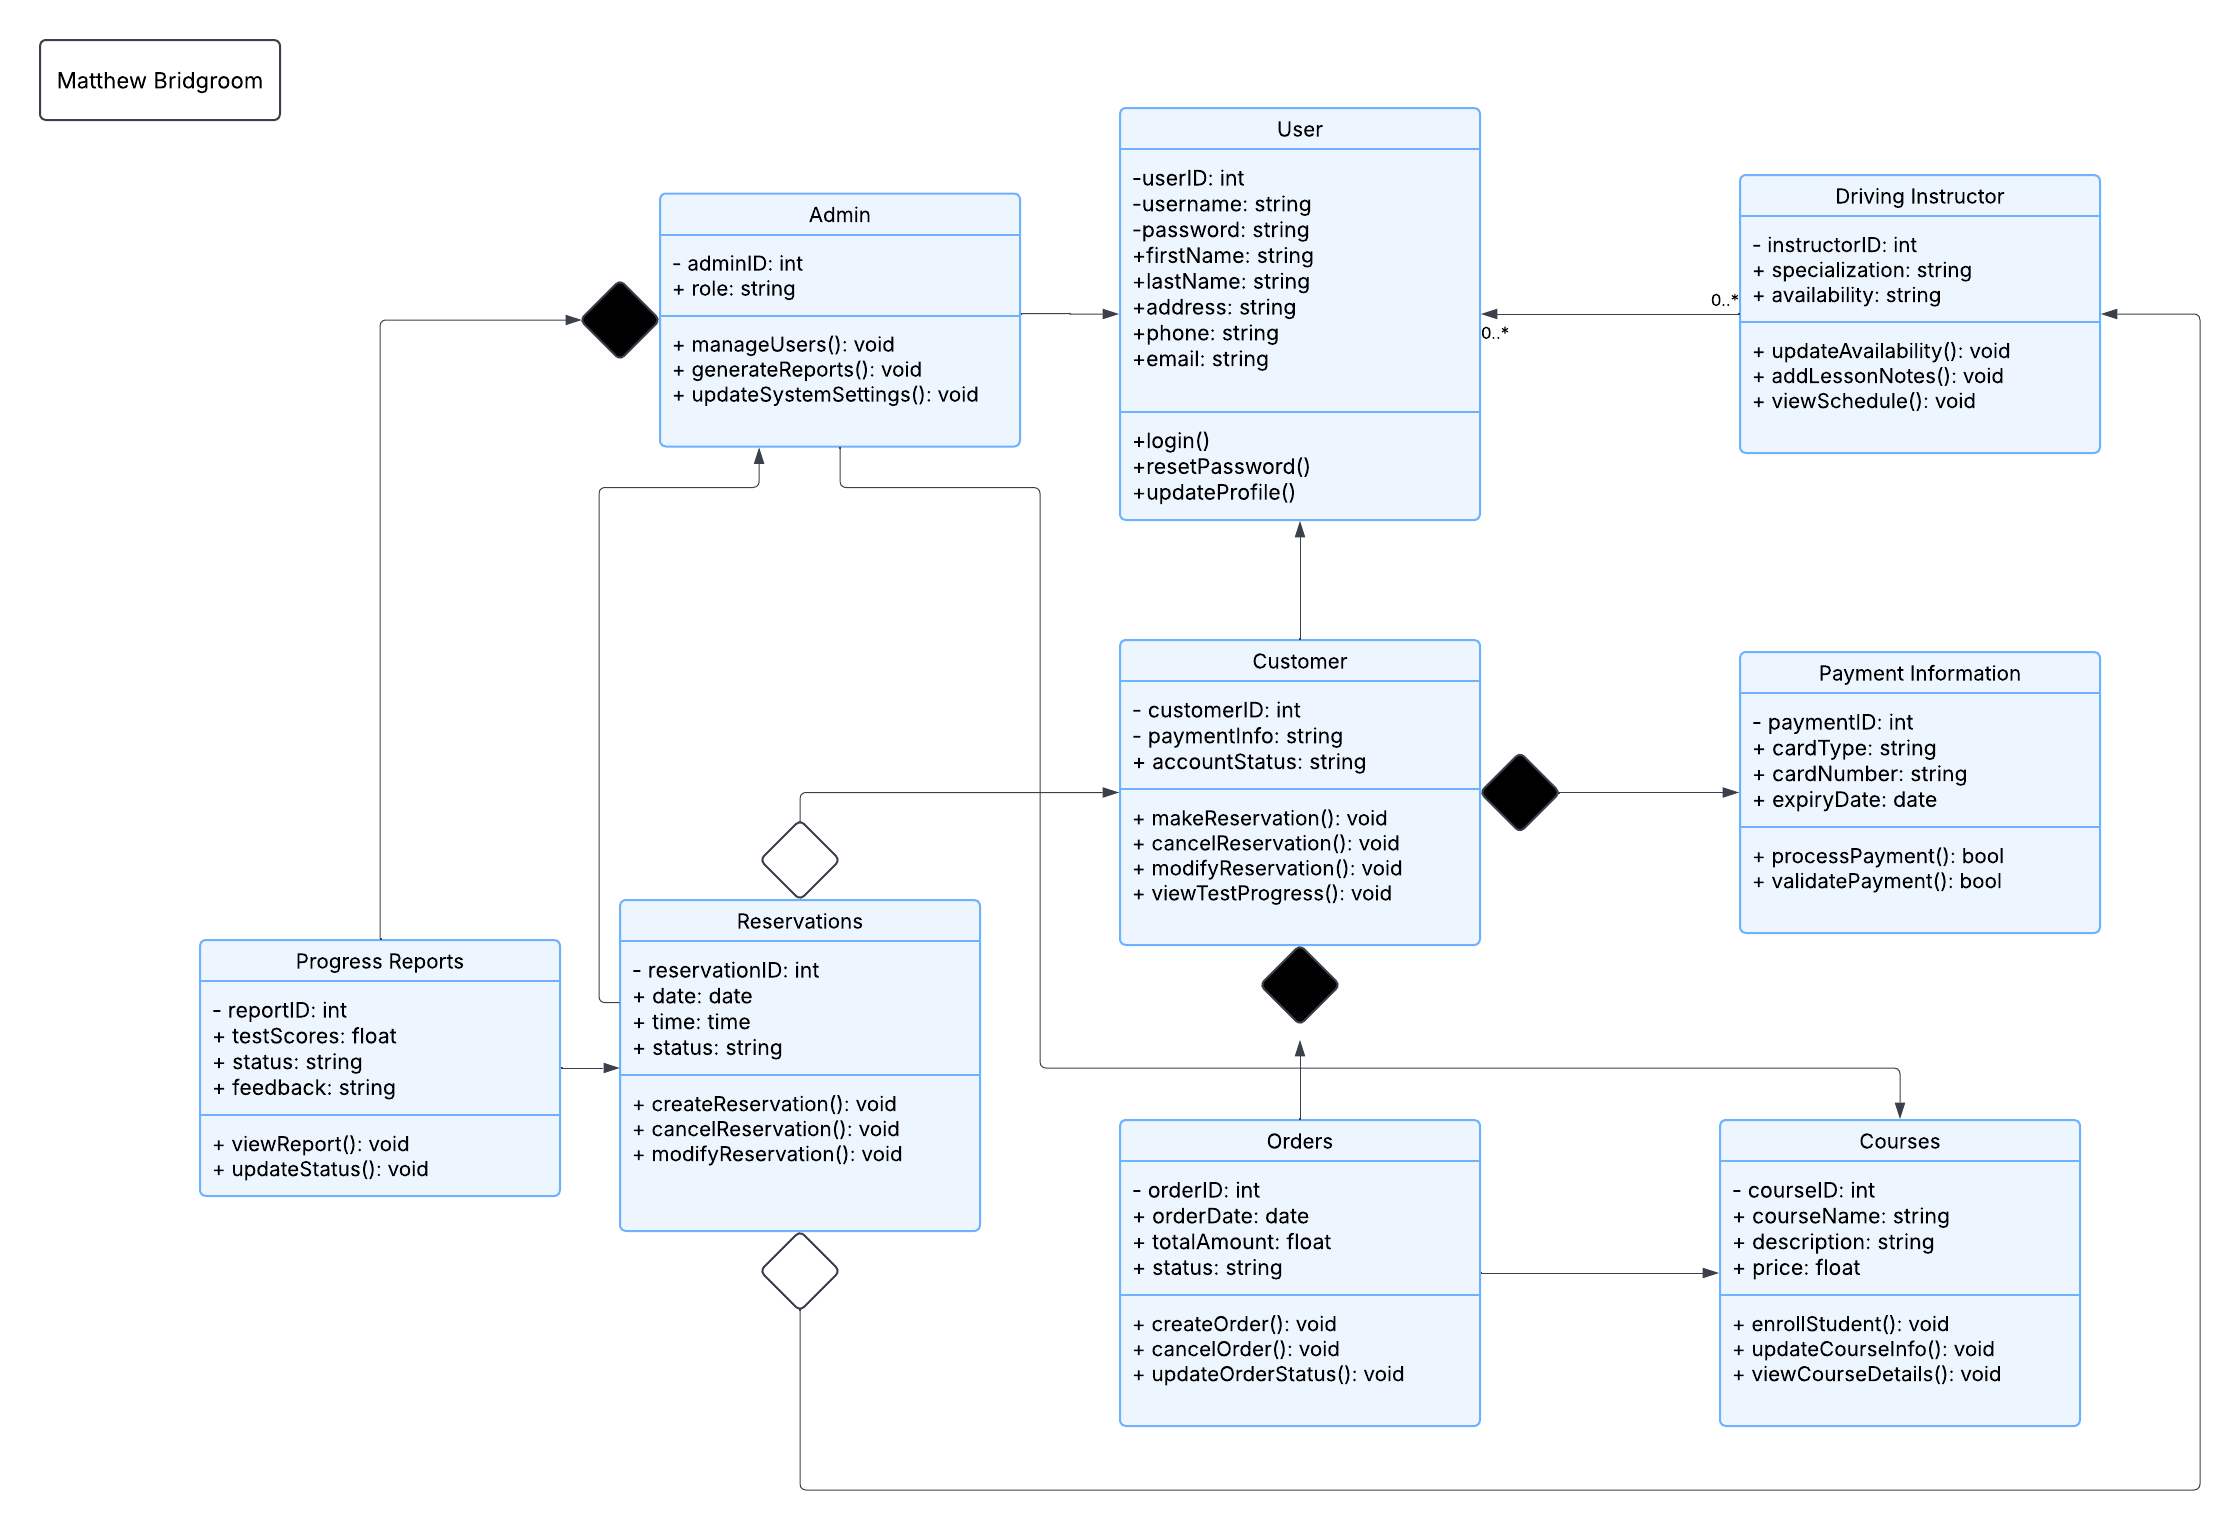 Matthew Bridgroom
User
-userID: int
-username: string
-password: string
+firstName: string
+lastName: string
+address: string
+phone: string
+email: string
+login()
+resetPassword()
+updateProfile()
Admin
- adminID: int
+ role: string
+ manageUsers(): void
+ generateReports(): void
+ updateSystemSettings(): void
Driving Instructor
- instructorID: int
+ specialization: string
+ availability: string
+ updateAvailability(): void
+ addLessonNotes(): void
+ viewSchedule(): void
0..*
0..*
Customer
- customerID: int
- paymentInfo: string
+ accountStatus: string
+ makeReservation(): void
+ cancelReservation(): void
+ modifyReservation(): void
+ viewTestProgress(): void
Payment Information
- paymentID: int
+ cardType: string
+ cardNumber: string
+ expiryDate: date
+ processPayment(): bool
+ validatePayment(): bool
Progress Reports
- reportID: int
+ testScores: float
+ status: string
+ feedback: string
+ viewReport(): void
+ updateStatus(): void
Reservations
- reservationID: int
+ date: date
+ time: time
+ status: string
+ createReservation(): void
+ cancelReservation(): void
+ modifyReservation(): void
Orders
- orderID: int
+ orderDate: date
+ totalAmount: float
+ status: string
+ createOrder(): void
+ cancelOrder(): void
+ updateOrderStatus(): void
Courses
- courseID: int
+ courseName: string
+ description: string
+ price: float
+ enrollStudent(): void
+ updateCourseInfo(): void
+ viewCourseDetails(): void